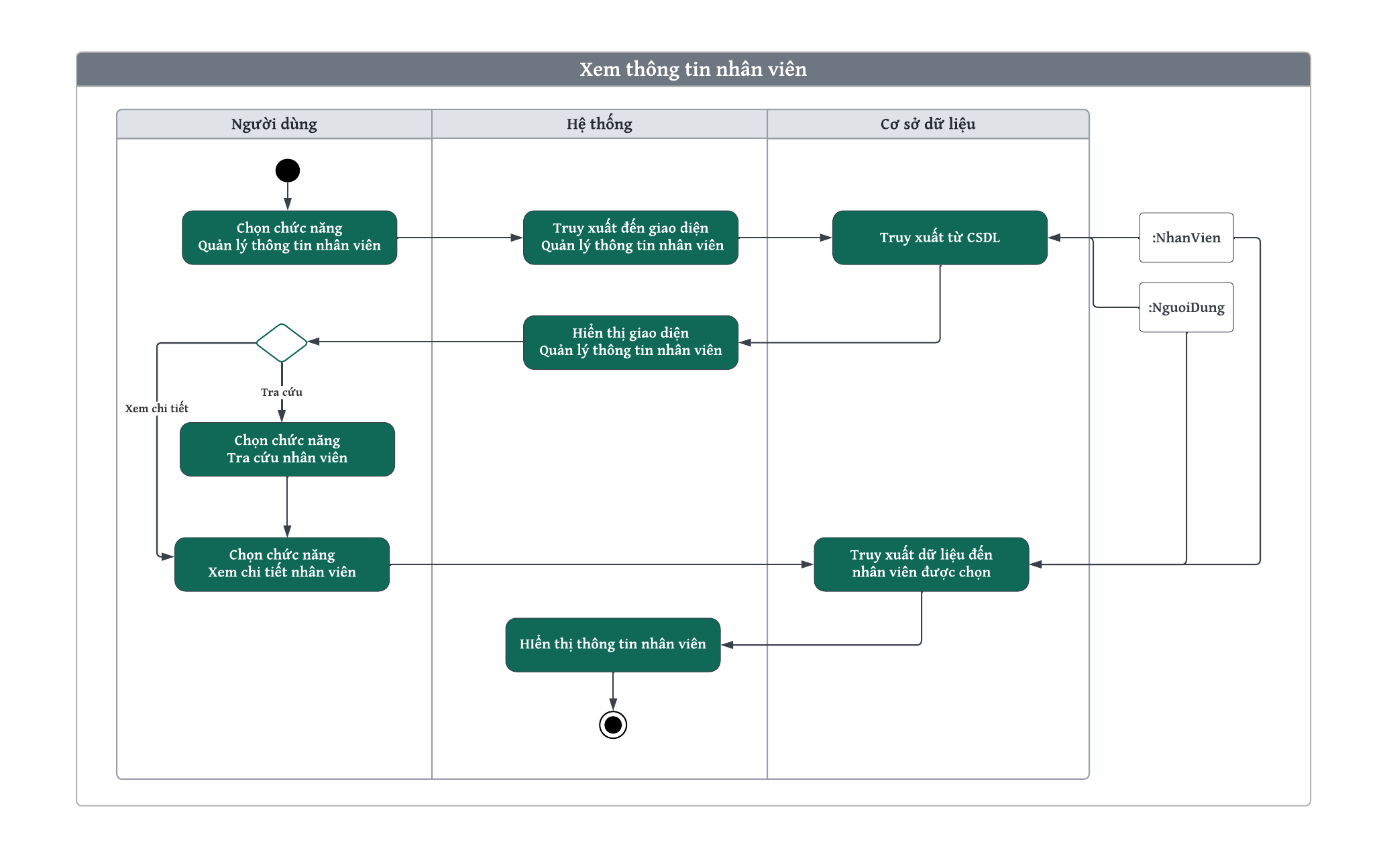 Xem thông tin nhân viên
Người dùng
Hệ thống
Cơ sở dữ liệu
Chọn chức năng
Quản lý thông tin nhân viên
Truy xuất đến giao diện
Quản lý thông tin nhân viên
Truy xuất từ CSDL
:NhanVien
:NguoiDung
Hiển thị giao diện
Quản lý thông tin nhân viên
Tra cứu
Xem chi tiết
Chọn chức năng
Tra cứu nhân viên
Chọn chức năng
Xem chi tiết nhân viên
Truy xuất dữ liệu đến
nhân viên được chọn
HIển thị thông tin nhân viên